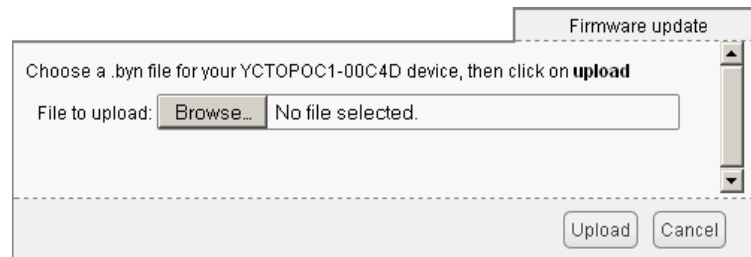 Firmware update
Choose a .byn file for your YCTOPOC1-00C4D device, then click on upload
File to upload: Browse... No file selected.
Upload Cancel